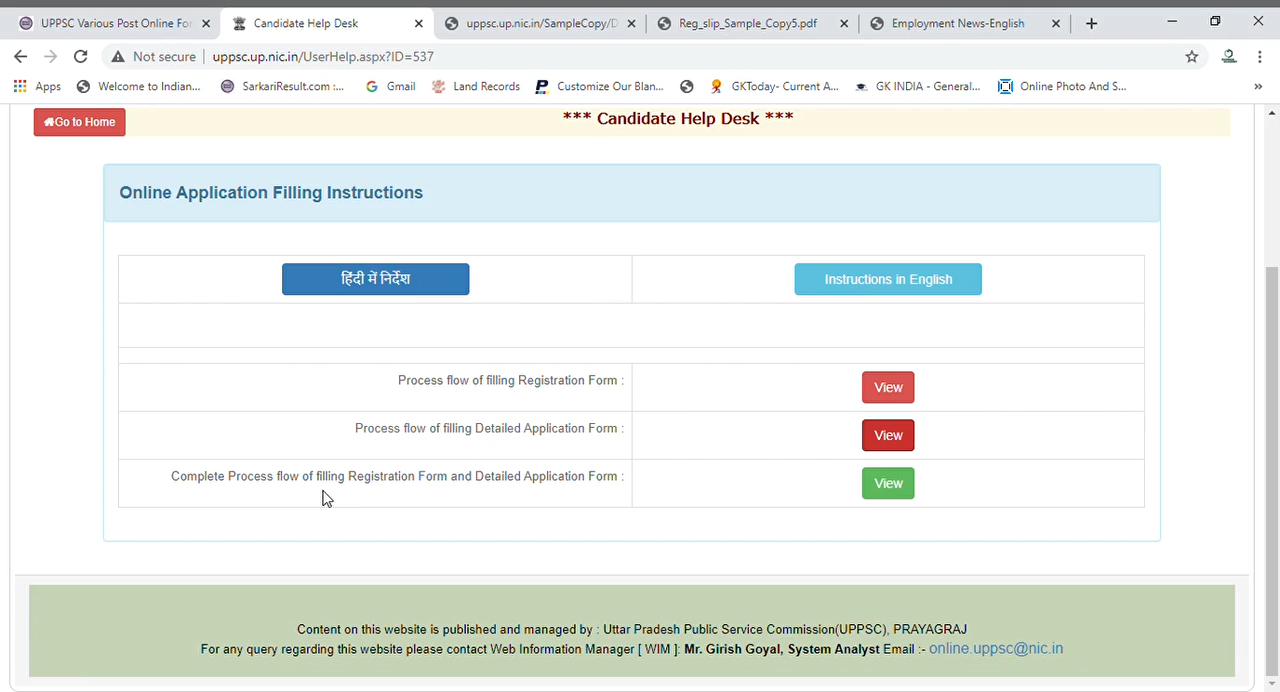 UPPSC Various Post Online For
Candidate Help Desk
uppsc.up.nic.in/SampleCopy/D
Reg_slip_Sample_Copy5.pdf
Employment News-English
Not secure
uppsc.up.nic.in/UserHelp.aspx?ID=537
Apps
Welcome to Indian...
SarkariResult.com :...
Gmail
Land Records
Customize Our Blan...
GKToday- Current A...
GK INDIA - General...
Online Photo And S...
»
Go to Home
*** Candidate Help Desk ***
Online Application Filling Instructions
हिंदी में निर्देश
Instructions in English
Process flow of filling Registration Form :
View
Process flow of filling Detailed Application Form :
View
Complete Process flow of filling Registration Form and Detailed Application Form :
View
Content on this website is published and managed by : Uttar Pradesh Public Service Commission(UPPSC), PRAYAGRAJ
For any query regarding this website please contact Web Information Manager [ WIM ]: Mr. Girish Goyal, System Analyst Email :- online.uppsc@nic.in